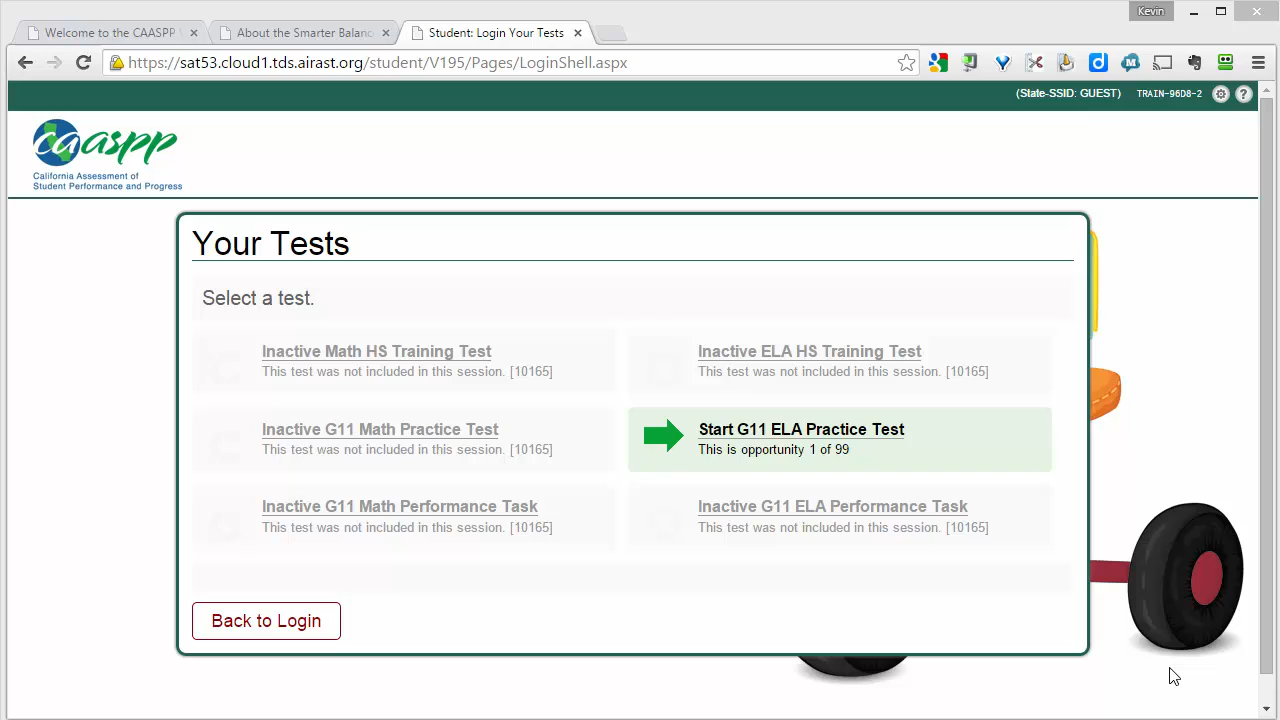 Kevin
Welcome to the CAASPP
About the Smarter Balanc
Student: Login Your Tests
https://sat53.cloud1.tds.airast.org/student/V195/Pages/LoginShell.aspx
(State-SSID: GUEST) TRAIN-96D8-2
caaspp
California Assessment of
Student Performance and Progress
Your Tests
Select a test.
Inactive Math HS Training Test
This test was not included in this session. [10165]
Inactive ELA HS Training Test
This test was not included in this session. [10165]
Inactive G11 Math Practice Test
This test was not included in this session. [10165]
Start G11 ELA Practice Test
This is opportunity 1 of 99
Inactive G11 Math Performance Task
This test was not included in this session. [10165]
Inactive G11 ELA Performance Task
This test was not included in this session. [10165]
Back to Login